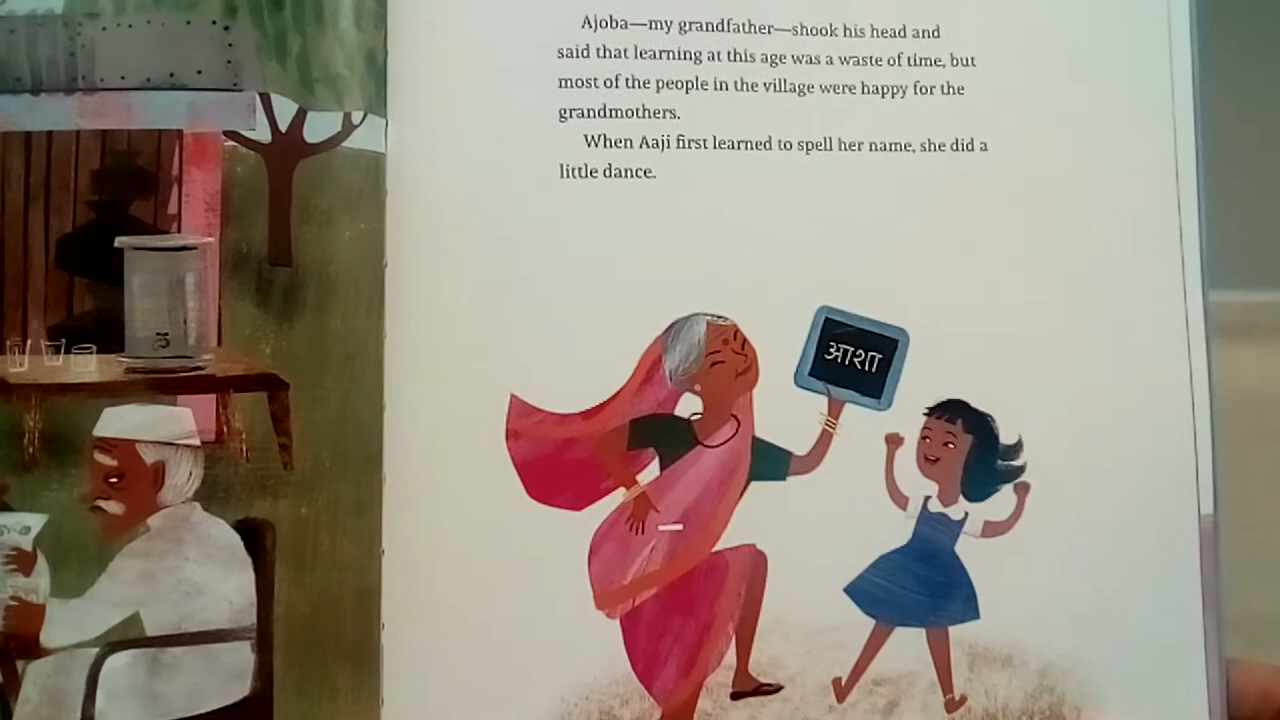 Ajoba—my grandfather—shook his head and
said that learning at this age was a waste of time, but
most of the people in the village were happy for the
grandmothers.
When Aaji first learned to spell her name, she did a
little dance.
आशा